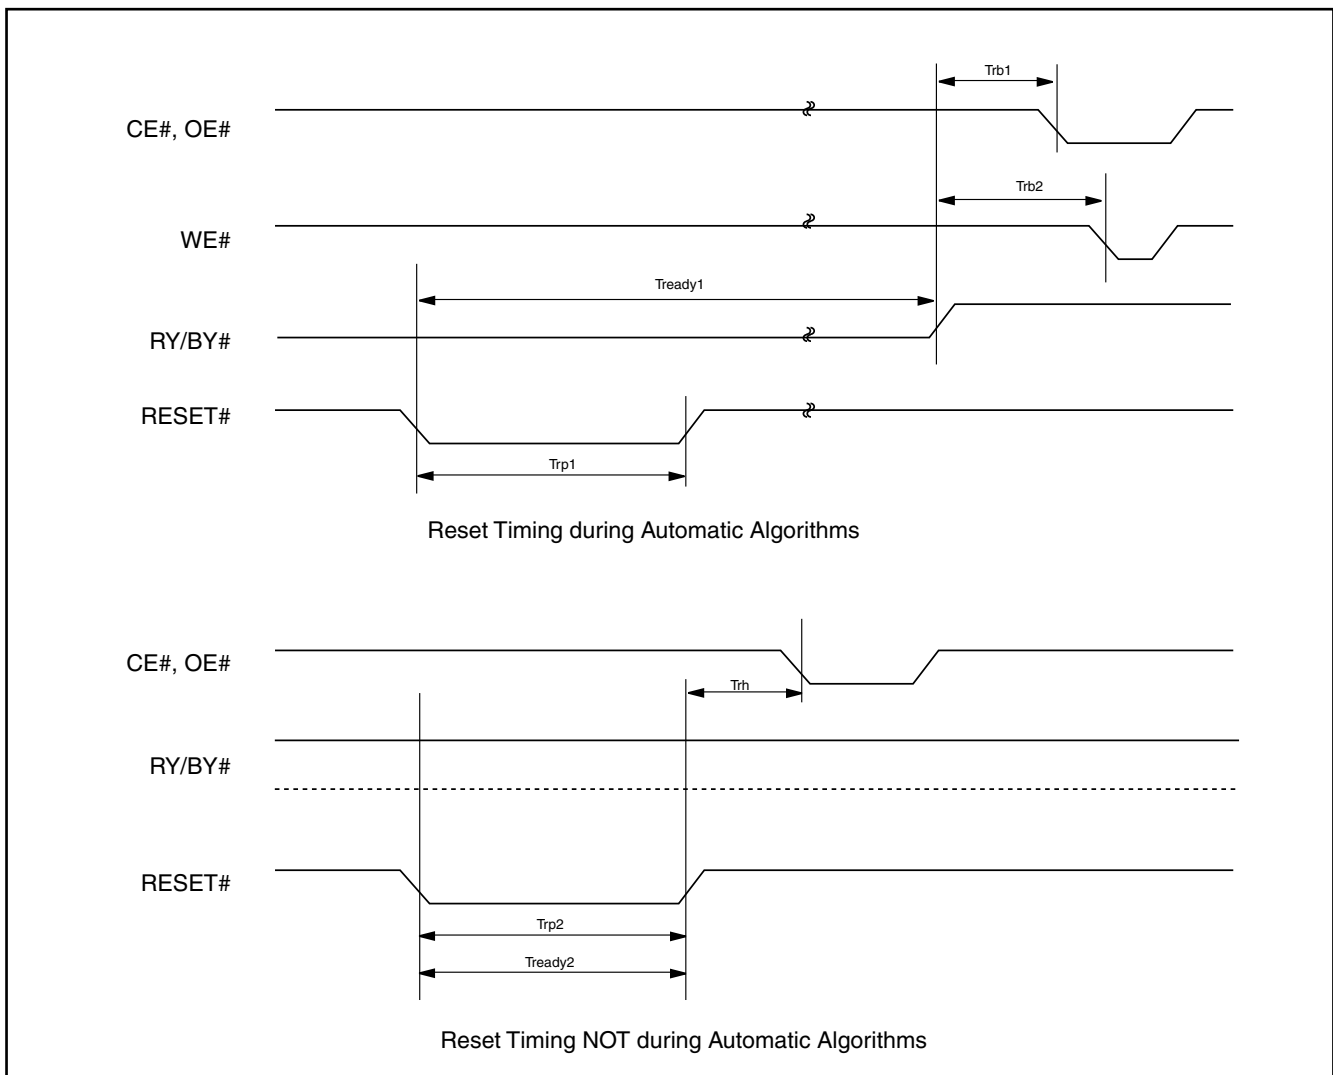 Trb1
CE#, OE#
Trb2
WE#
Tready1
RY/BY#
RESET#
Trp1
Reset Timing during Automatic Algorithms
CE#, OE#
Trh
RY/BY#
RESET#
Trp2
Tready2
Reset Timing NOT during Automatic Algorithms